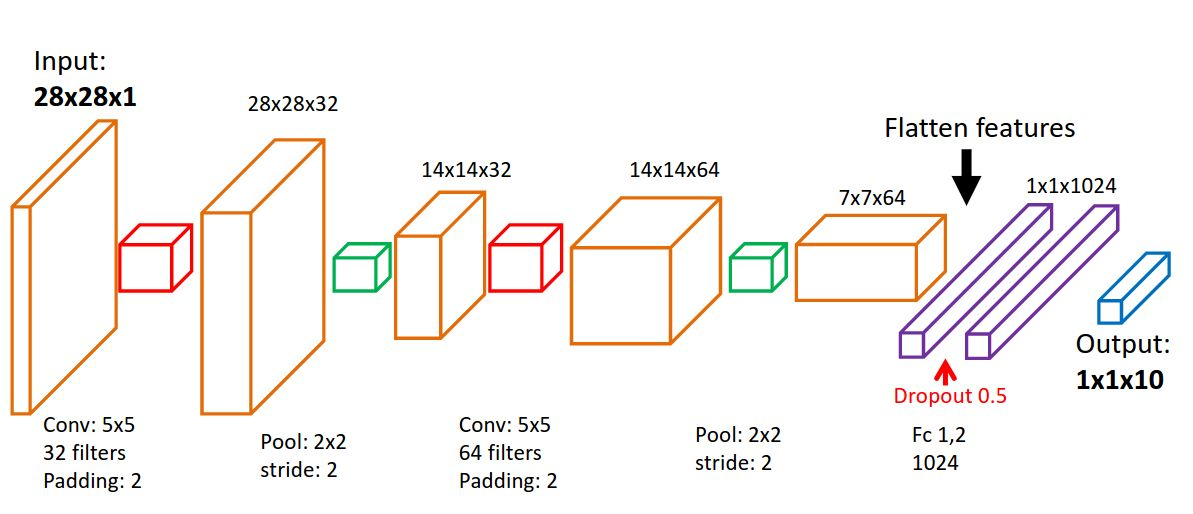 Input:
28x28x1
28x28x32
14x14x32
14x14x64
7x7x64
Flatten features
1x1x1024
Output:
1x1x10
Dropout 0.5
Conv: 5x5
32 filters
Padding: 2
Pool: 2x2
stride: 2
Conv: 5x5
64 filters
Padding: 2
Pool: 2x2
stride: 2
Fc 1,2
1024